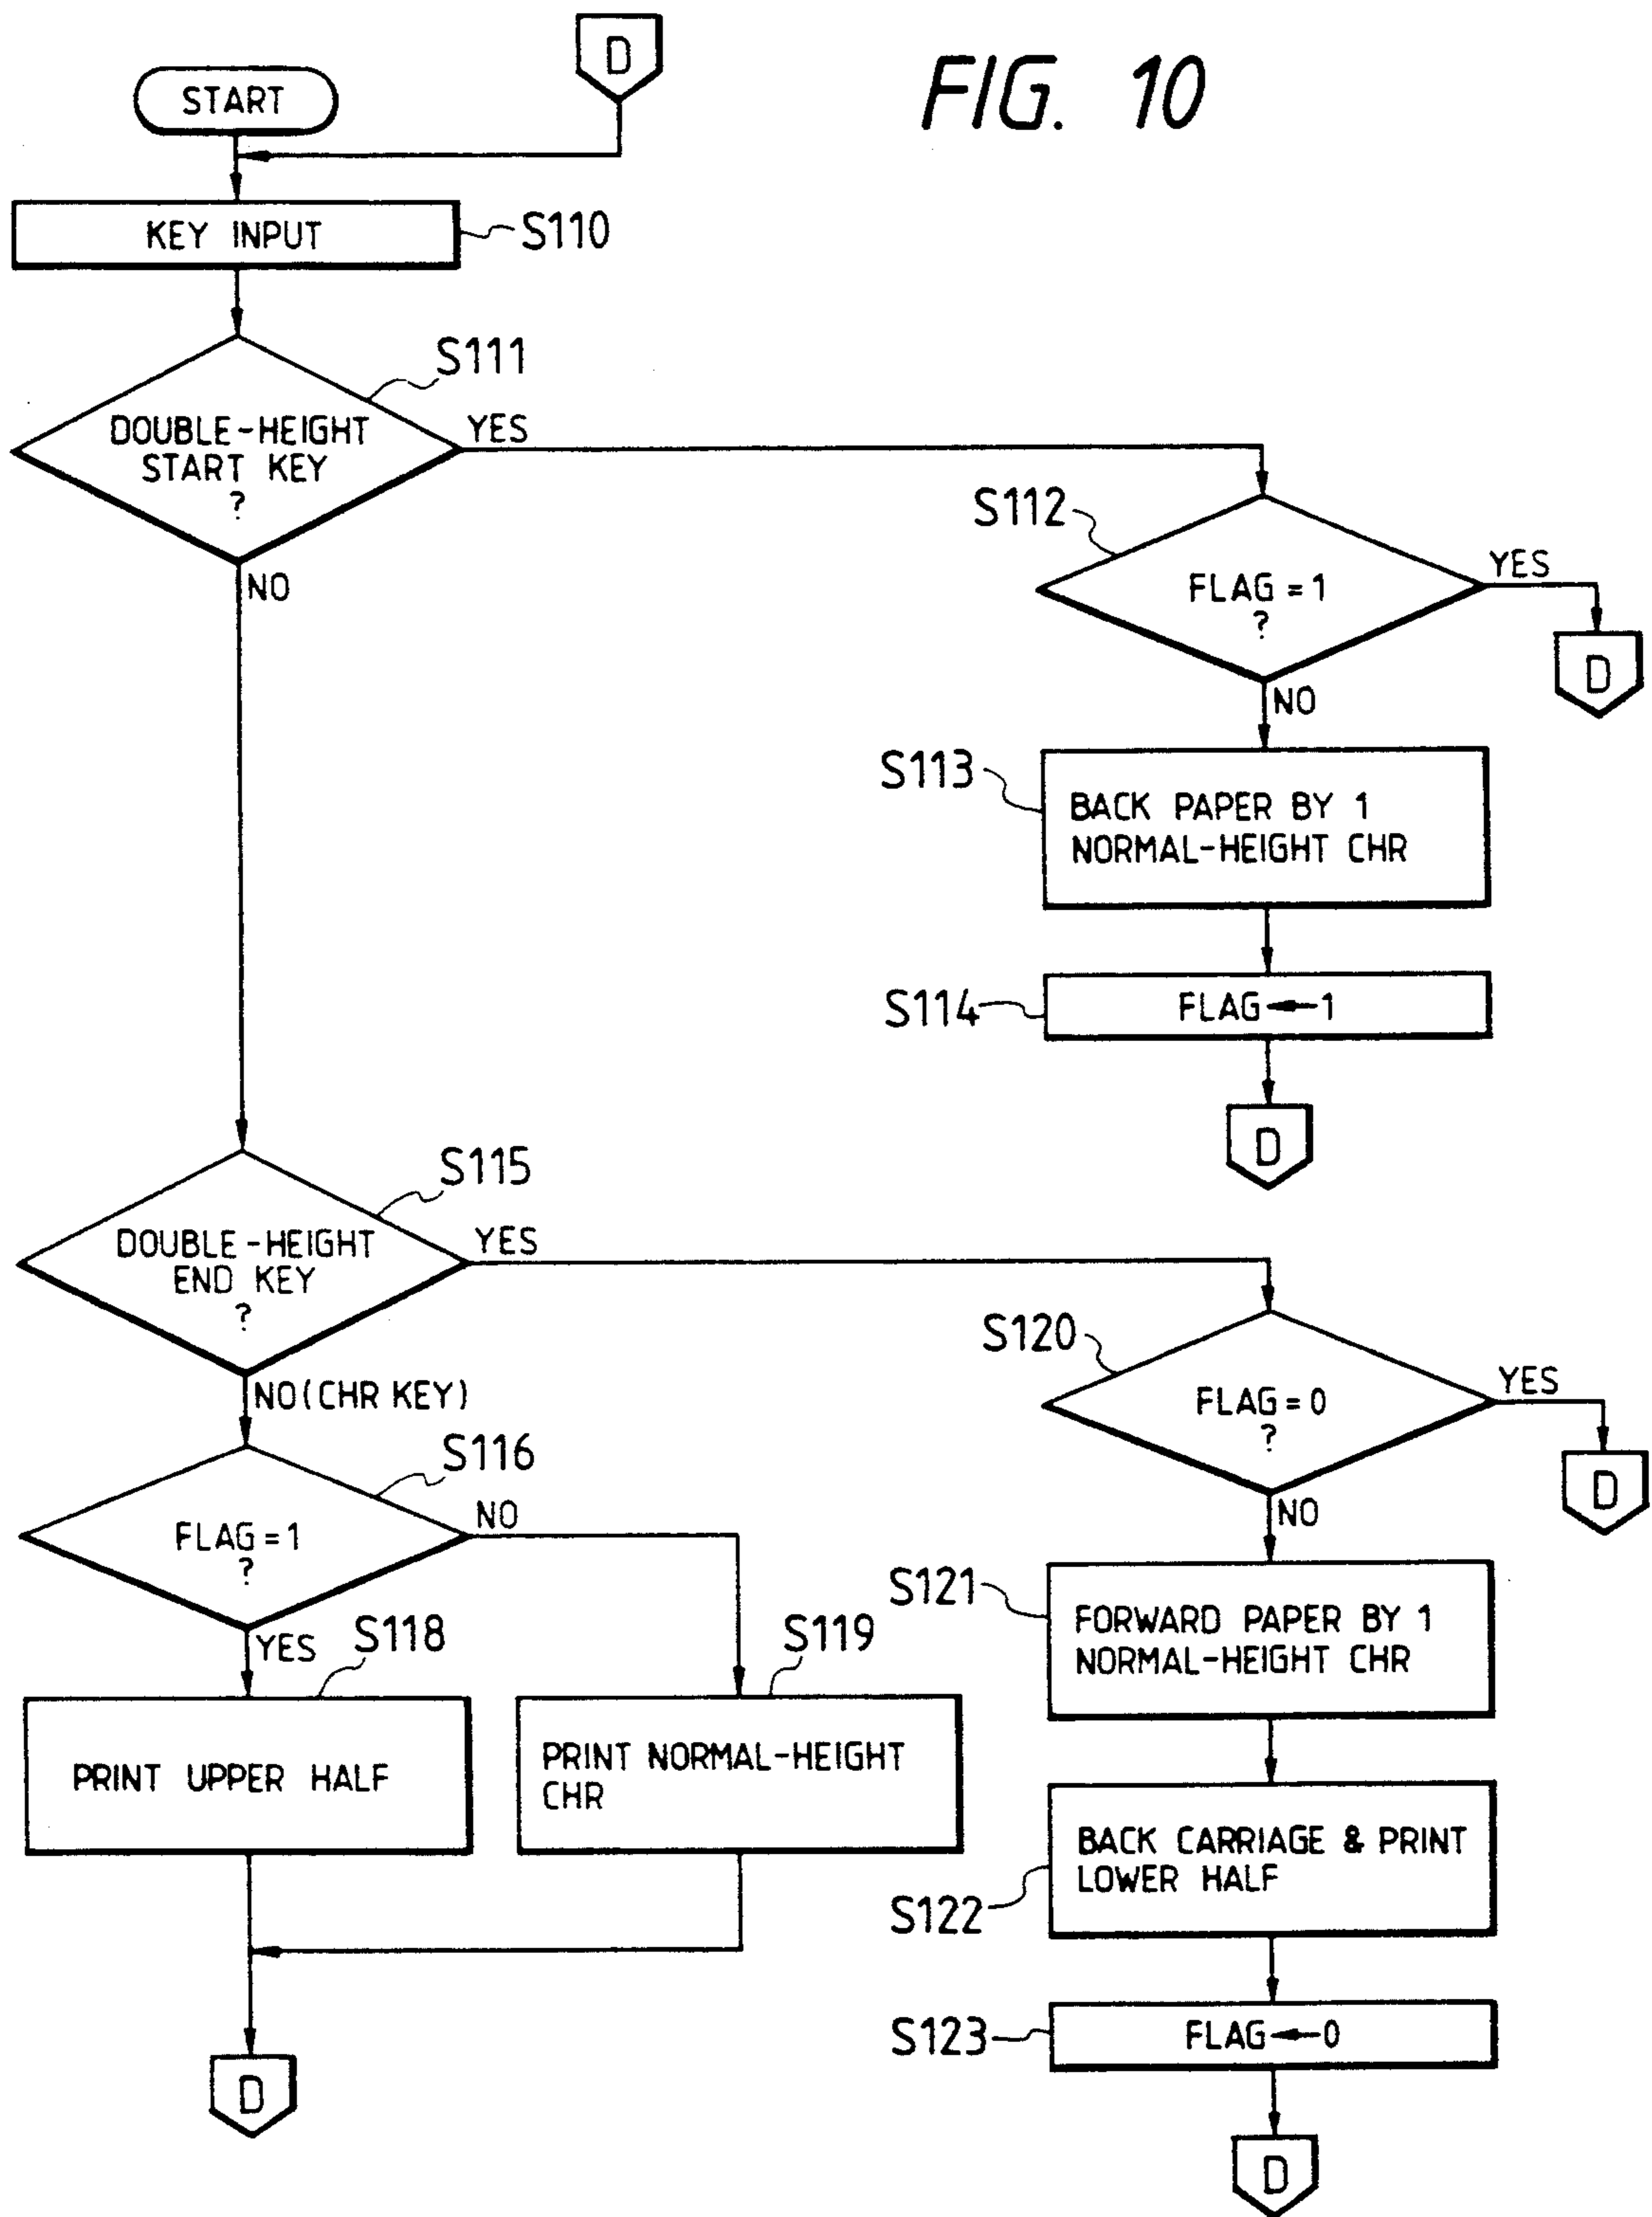 FIG. 10
D
START
KEY INPUT
S110
S111
DOUBLE-HEIGHT
START KEY
?
YES
NO
S112
FLAG = 1
?
YES
D
NO
S113
BACK PAPER BY 1
NORMAL-HEIGHT CHR
S114
FLAG ← 1
D
S115
DOUBLE-HEIGHT
END KEY
?
YES
NO (CHR KEY)
S120
FLAG = 0
?
YES
D
NO
S116
FLAG = 1
?
NO
YES
S118
PRINT UPPER HALF
S119
PRINT NORMAL-HEIGHT
CHR
D
S121
FORWARD PAPER BY 1
NORMAL-HEIGHT CHR
S122
BACK CARRIAGE & PRINT
LOWER HALF
S123
FLAG ← 0
D